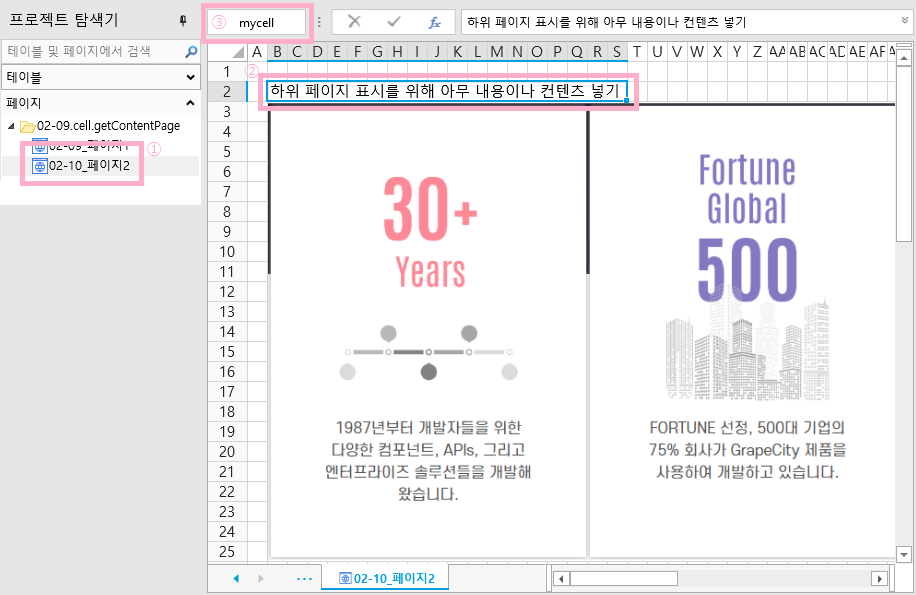 프로젝트 탐색기
③ mycell
하위 페이지 표시를 위해 아무 내용이나 컨텐츠 넣기
테이블 및 페이지에서 검색
테이블
페이지
02-09.cell.getContentPage
02-09_페이지1
①
02-10_페이지2
A B C D E F G H I J K L M N O P Q R S T U V W X Y Z AA AB AC AD AE AF
1
②
2
하위 페이지 표시를 위해 아무 내용이나 컨텐츠 넣기
3
4
5
6
7
8
9
10
11
12
13
14
15
16
17
18
19
20
21
22
23
24
25
30+
Years
1987년부터 개발자들을 위한
다양한 컴포넌트, APIs, 그리고
엔터프라이즈 솔루션들을 개발해
왔습니다.
Fortune
Global
500
FORTUNE 선정, 500대 기업의
75% 회사가 GrapeCity 제품을
사용하여 개발하고 있습니다.
... 02-10_페이지2